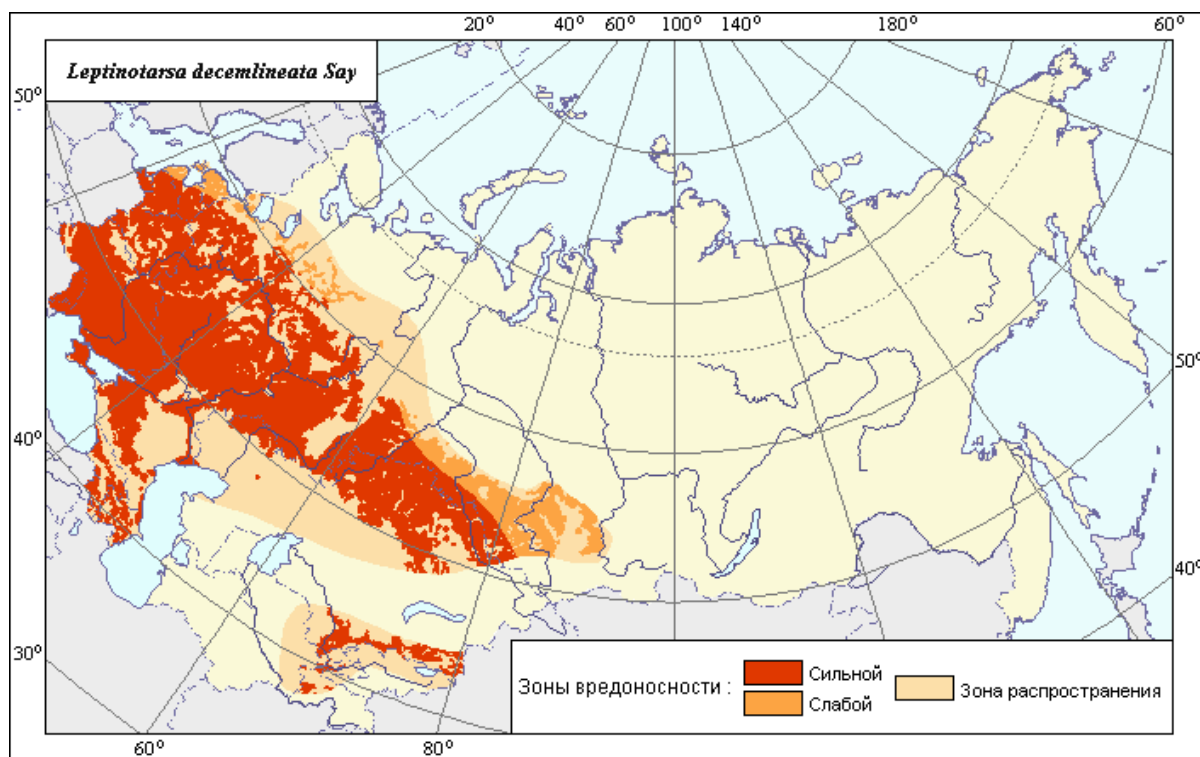 20° 40° 60° 100° 140° 180° 60°
Leptinotarsa decemlineata Say
50°
50°
40°
40°
30°
Зоны вредоносности :
Сильной
Слабой
Зона распространения
60° 80°